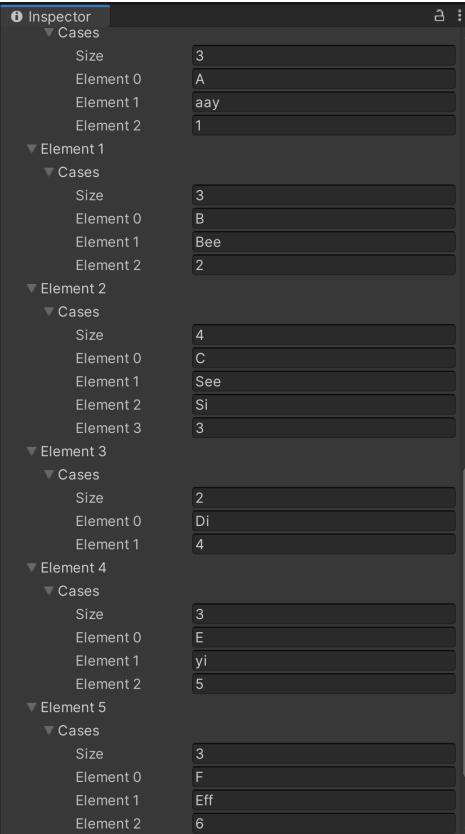 Inspector
Cases
Size 3
Element 0 A
Element 1 aay
Element 2 1
Element 1
Cases
Size 3
Element 0 B
Element 1 Bee
Element 2 2
Element 2
Cases
Size 4
Element 0 C
Element 1 See
Element 2 Si
Element 3 3
Element 3
Cases
Size 2
Element 0 Di
Element 1 4
Element 4
Cases
Size 3
Element 0 E
Element 1 yi
Element 2 5
Element 5
Cases
Size 3
Element 0 F
Element 1 Eff
Element 2 6